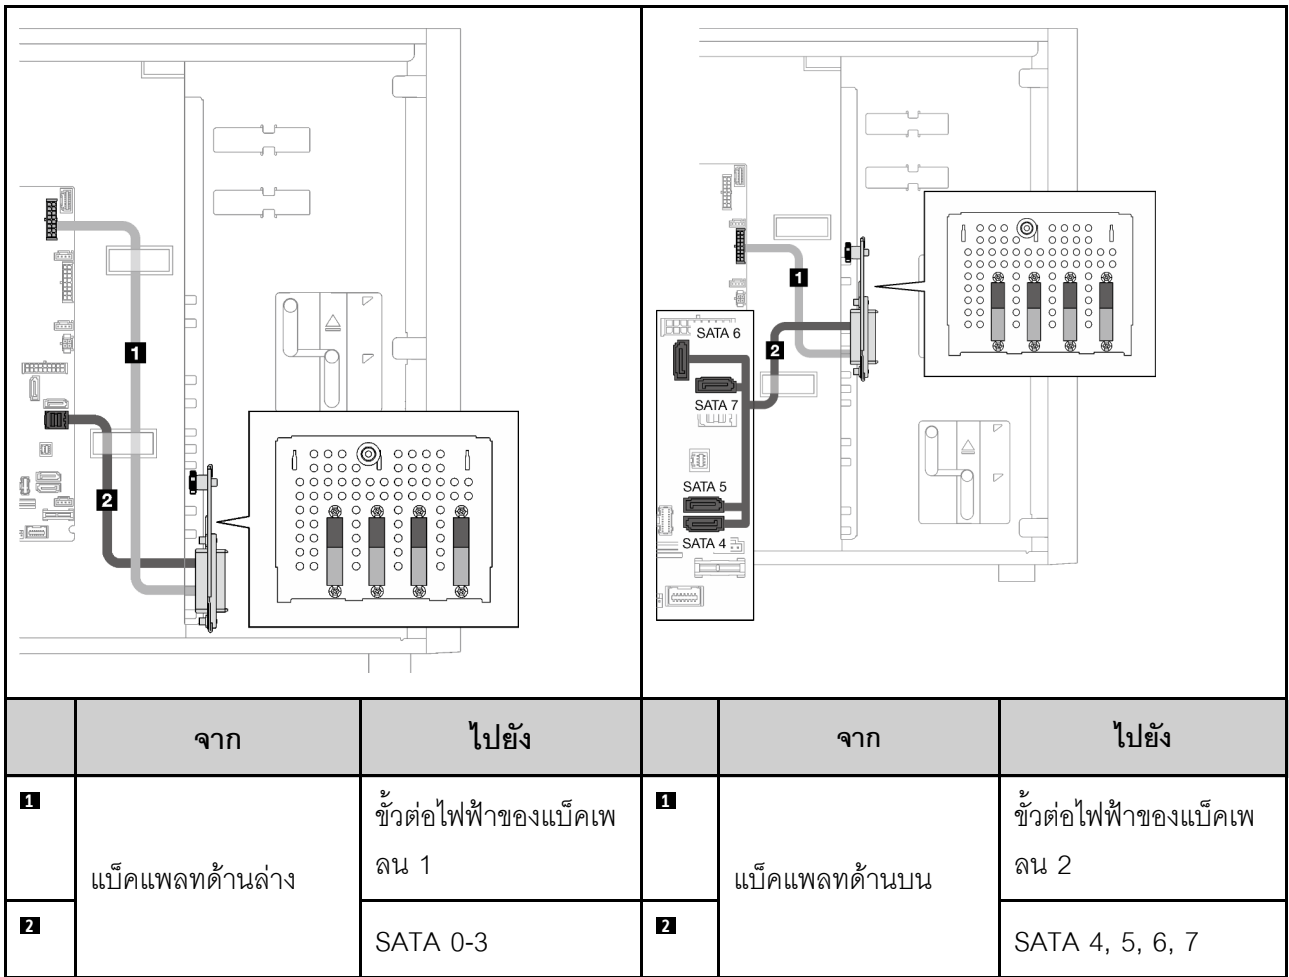 1
2
1
2
SATA 6
SATA 7
SATA 5
SATA 4
จาก ไปยัง จาก ไปยัง
1 แบ็คแพลทด้านล่าง ขั้วต่อไฟฟ้าของแบ็คเพ
ลน 1
2 SATA 0-3
1 แบ็คแพลทด้านบน ขั้วต่อไฟฟ้าของแบ็คเพ
ลน 2
2 SATA 4, 5, 6, 7